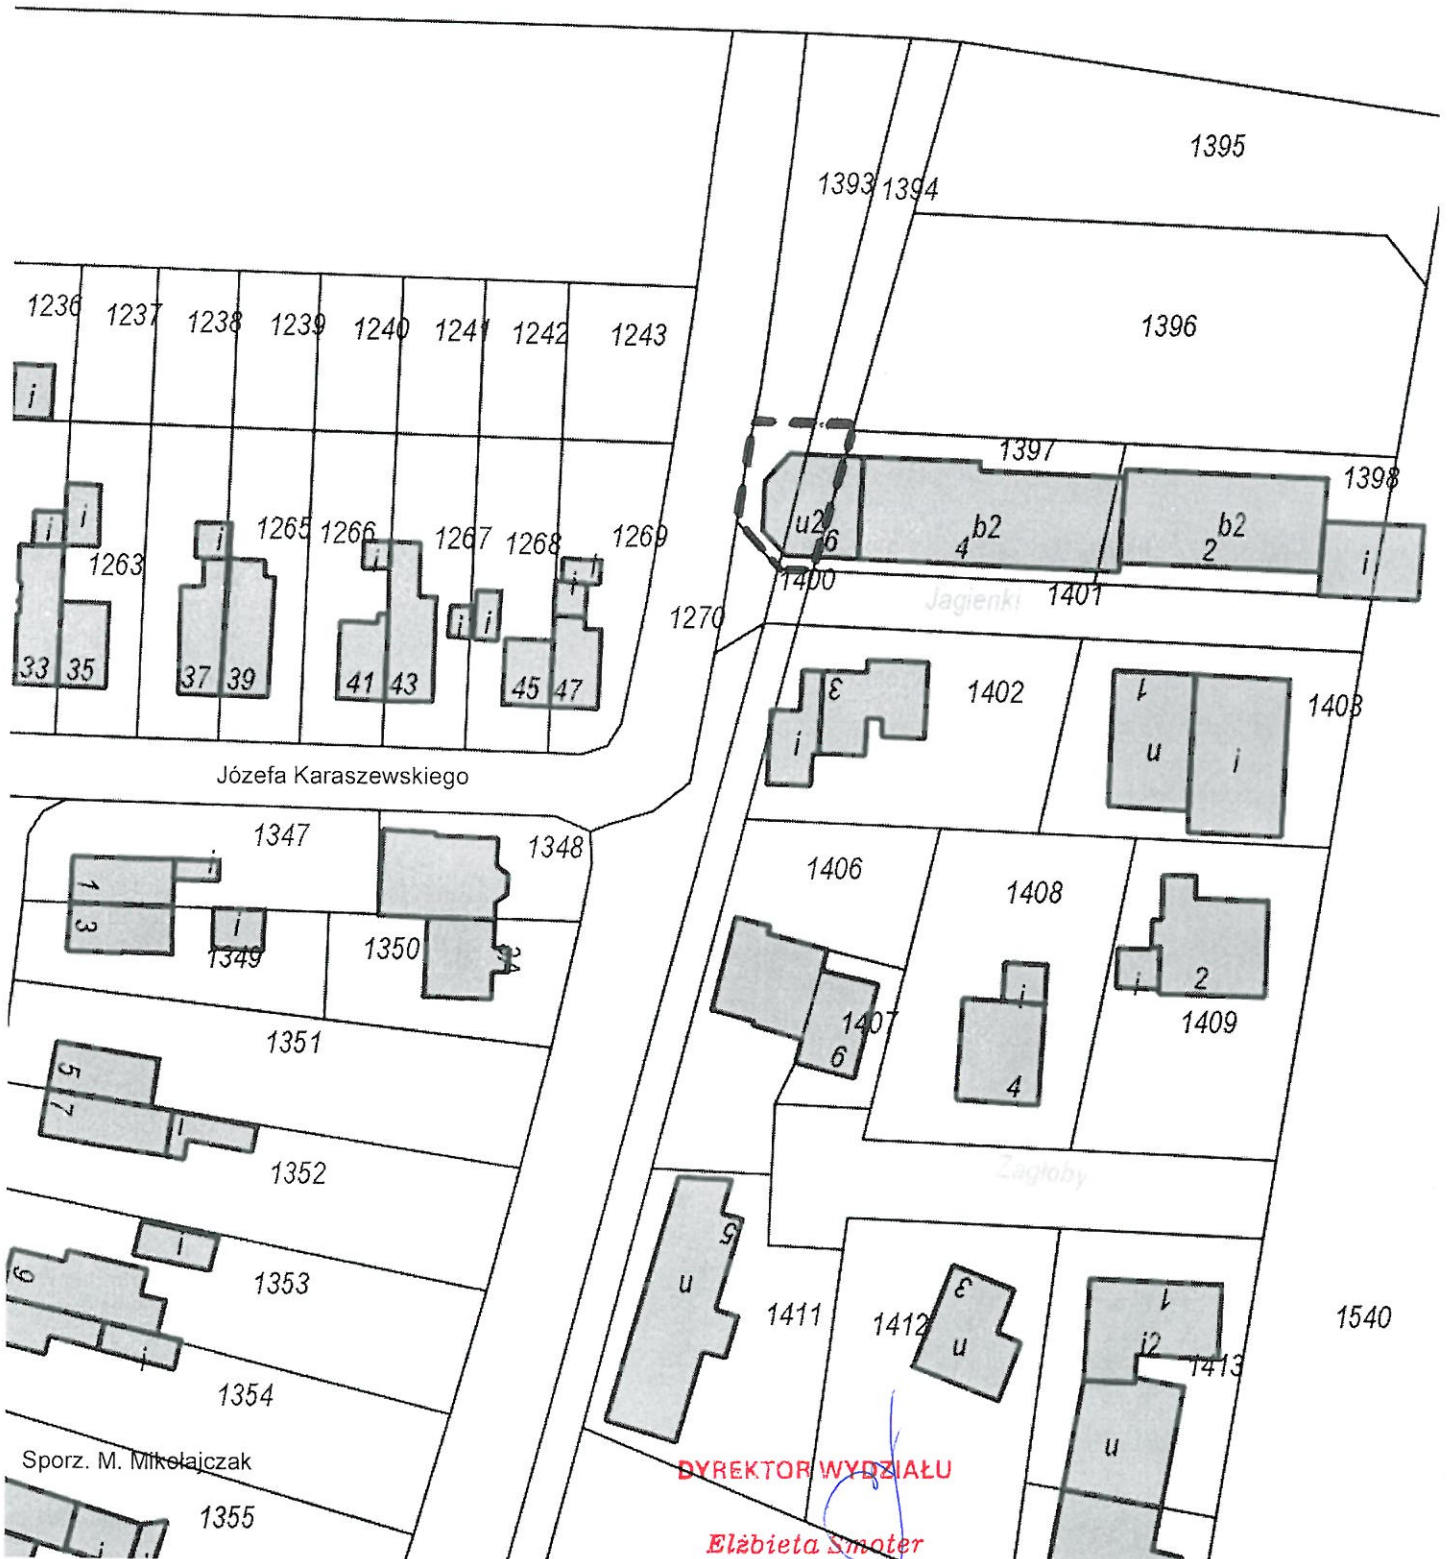 1395
1393 1394
1236 1237 1238 1239 1240 1241 1242 1243
1396
i
1397
1398
i i
i 1265 1266 i 1267 1268 1269
i
1263
u2 6 b2 4 b2 2 i
i i
1400
Jagienki 1401
1270
33 35 37 39 41 43 45 47
3 1402 1 1403
i u i
Józefa Karaszewskiego
1347 i 1348
1 1406 1408
3 i 1349 1350
i 2
1351 1407 1409
6 4
5
7 i
1352
Zagłoby
i 5
9 1353
u 1411 1412 3 1 1540
i u i2 1413
1354
u
Sporz. M. Mikołajczak
DYREKTOR WYDZIAŁU
1355
Elżbieta Smoter
i i